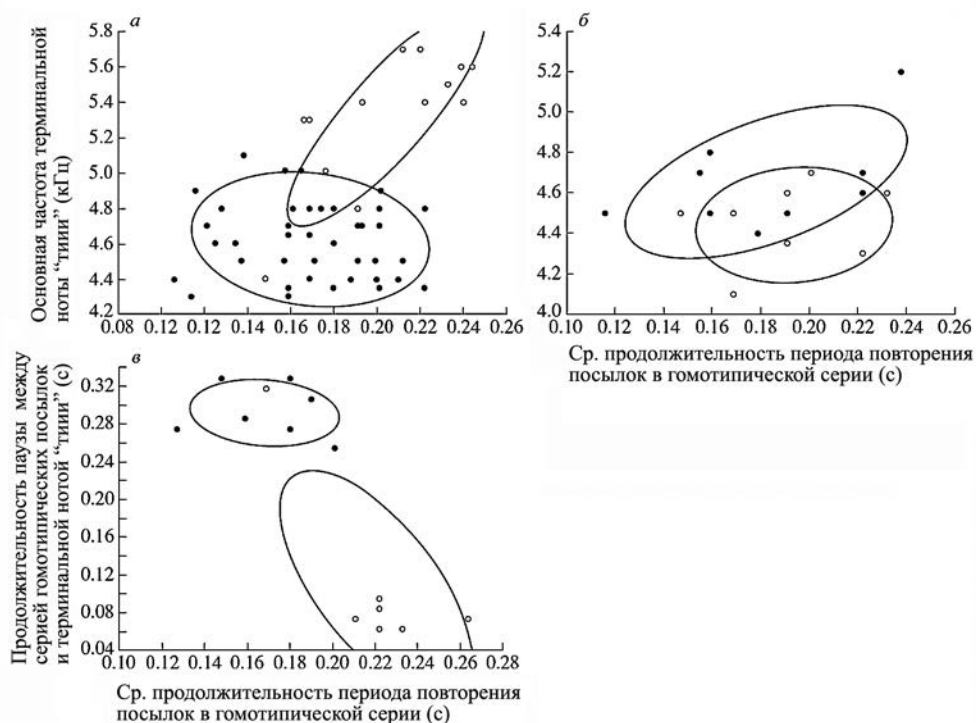 а
5.8
5.6
5.4
5.2
5.0
4.8
4.6
4.4
4.2
0.08 0.10 0.12 0.14 0.16 0.18 0.20 0.22 0.24 0.26
Основная частота терминальной
ноты “тиии” (кГц)
б
5.4
5.2
5.0
4.8
4.6
4.4
4.2
4.0
0.10 0.12 0.14 0.16 0.18 0.20 0.22 0.24 0.26
Ср. продолжительность периода повторения
посылок в гомотипической серии (с)
в
0.32
0.28
0.24
0.20
0.16
0.12
0.08
0.04
0.10 0.12 0.14 0.16 0.18 0.20 0.22 0.24 0.26 0.28
Продолжительность паузы между
серией гомотипических посылок
и терминальной нотой “тиии” (с)
Ср. продолжительность периода повторения
посылок в гомотипической серии (с)